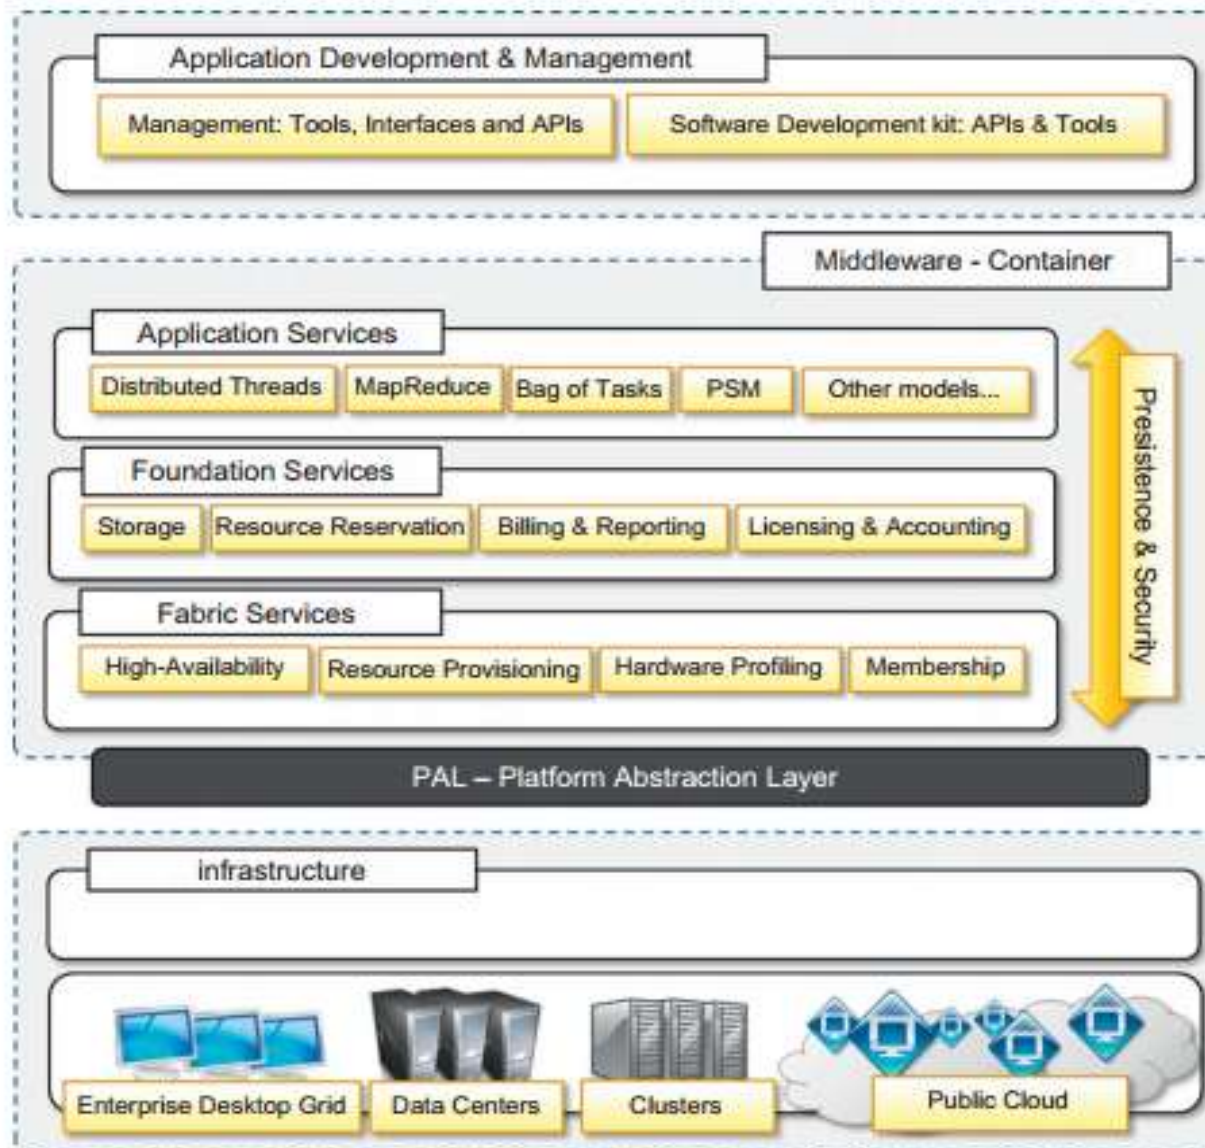 Application Development & Management
Management: Tools, Interfaces and APIs
Software Development kit: APIs & Tools
Middleware - Container
Application Services
Distributed Threads
MapReduce
Bag of Tasks
PSM
Other models...
Foundation Services
Storage
Resource Reservation
Billing & Reporting
Licensing & Accounting
Fabric Services
High-Availability
Resource Provisioning
Hardware Profiling
Membership
Presistence & Security
PAL – Platform Abstraction Layer
infrastructure
Enterprise Desktop Grid
Data Centers
Clusters
Public Cloud